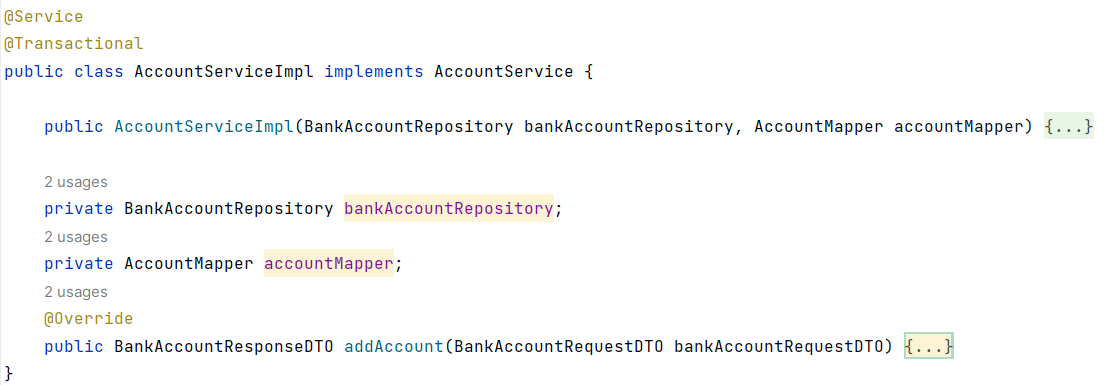 @Service
@Transactional
public class AccountServiceImpl implements AccountService {
public AccountServiceImpl(BankAccountRepository bankAccountRepository, AccountMapper accountMapper) {...}
2 usages
private BankAccountRepository bankAccountRepository;
2 usages
private AccountMapper accountMapper;
2 usages
@Override
public BankAccountResponseDTO addAccount(BankAccountRequestDTO bankAccountRequestDTO) {...}
}